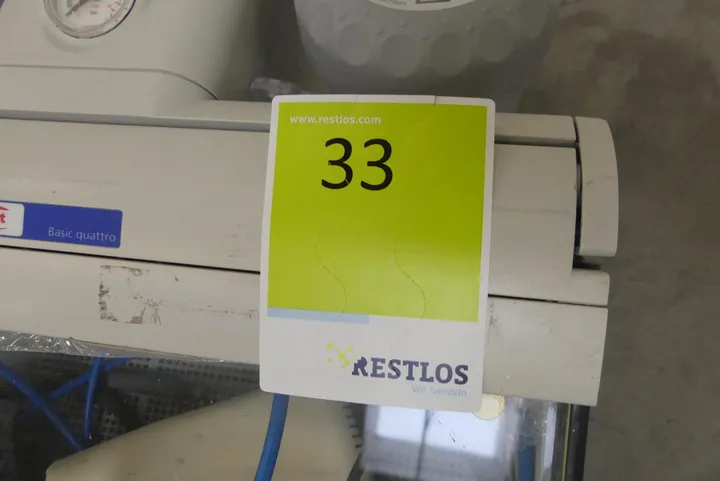 www.restlos.com
33
t
Basic quattro
RESTLOS
Wir handeln